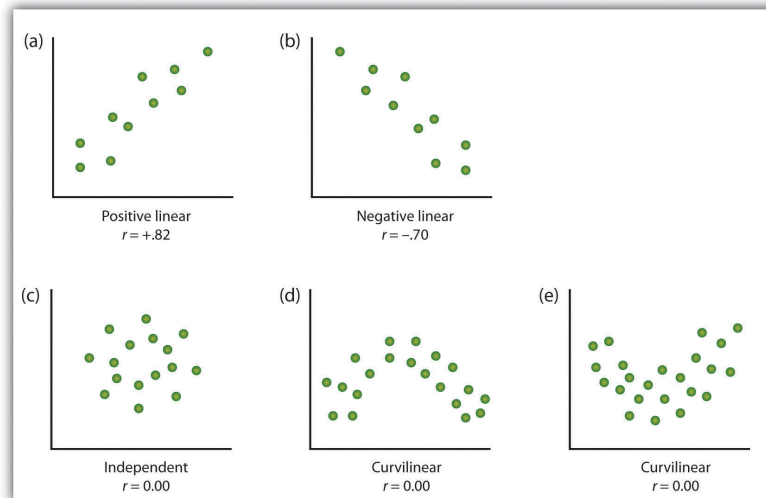 (a)
(b)
Positive linear
r = +.82
Negative linear
r = –.70
(c)
(d)
(e)
Independent
r = 0.00
Curvilinear
r = 0.00
Curvilinear
r = 0.00